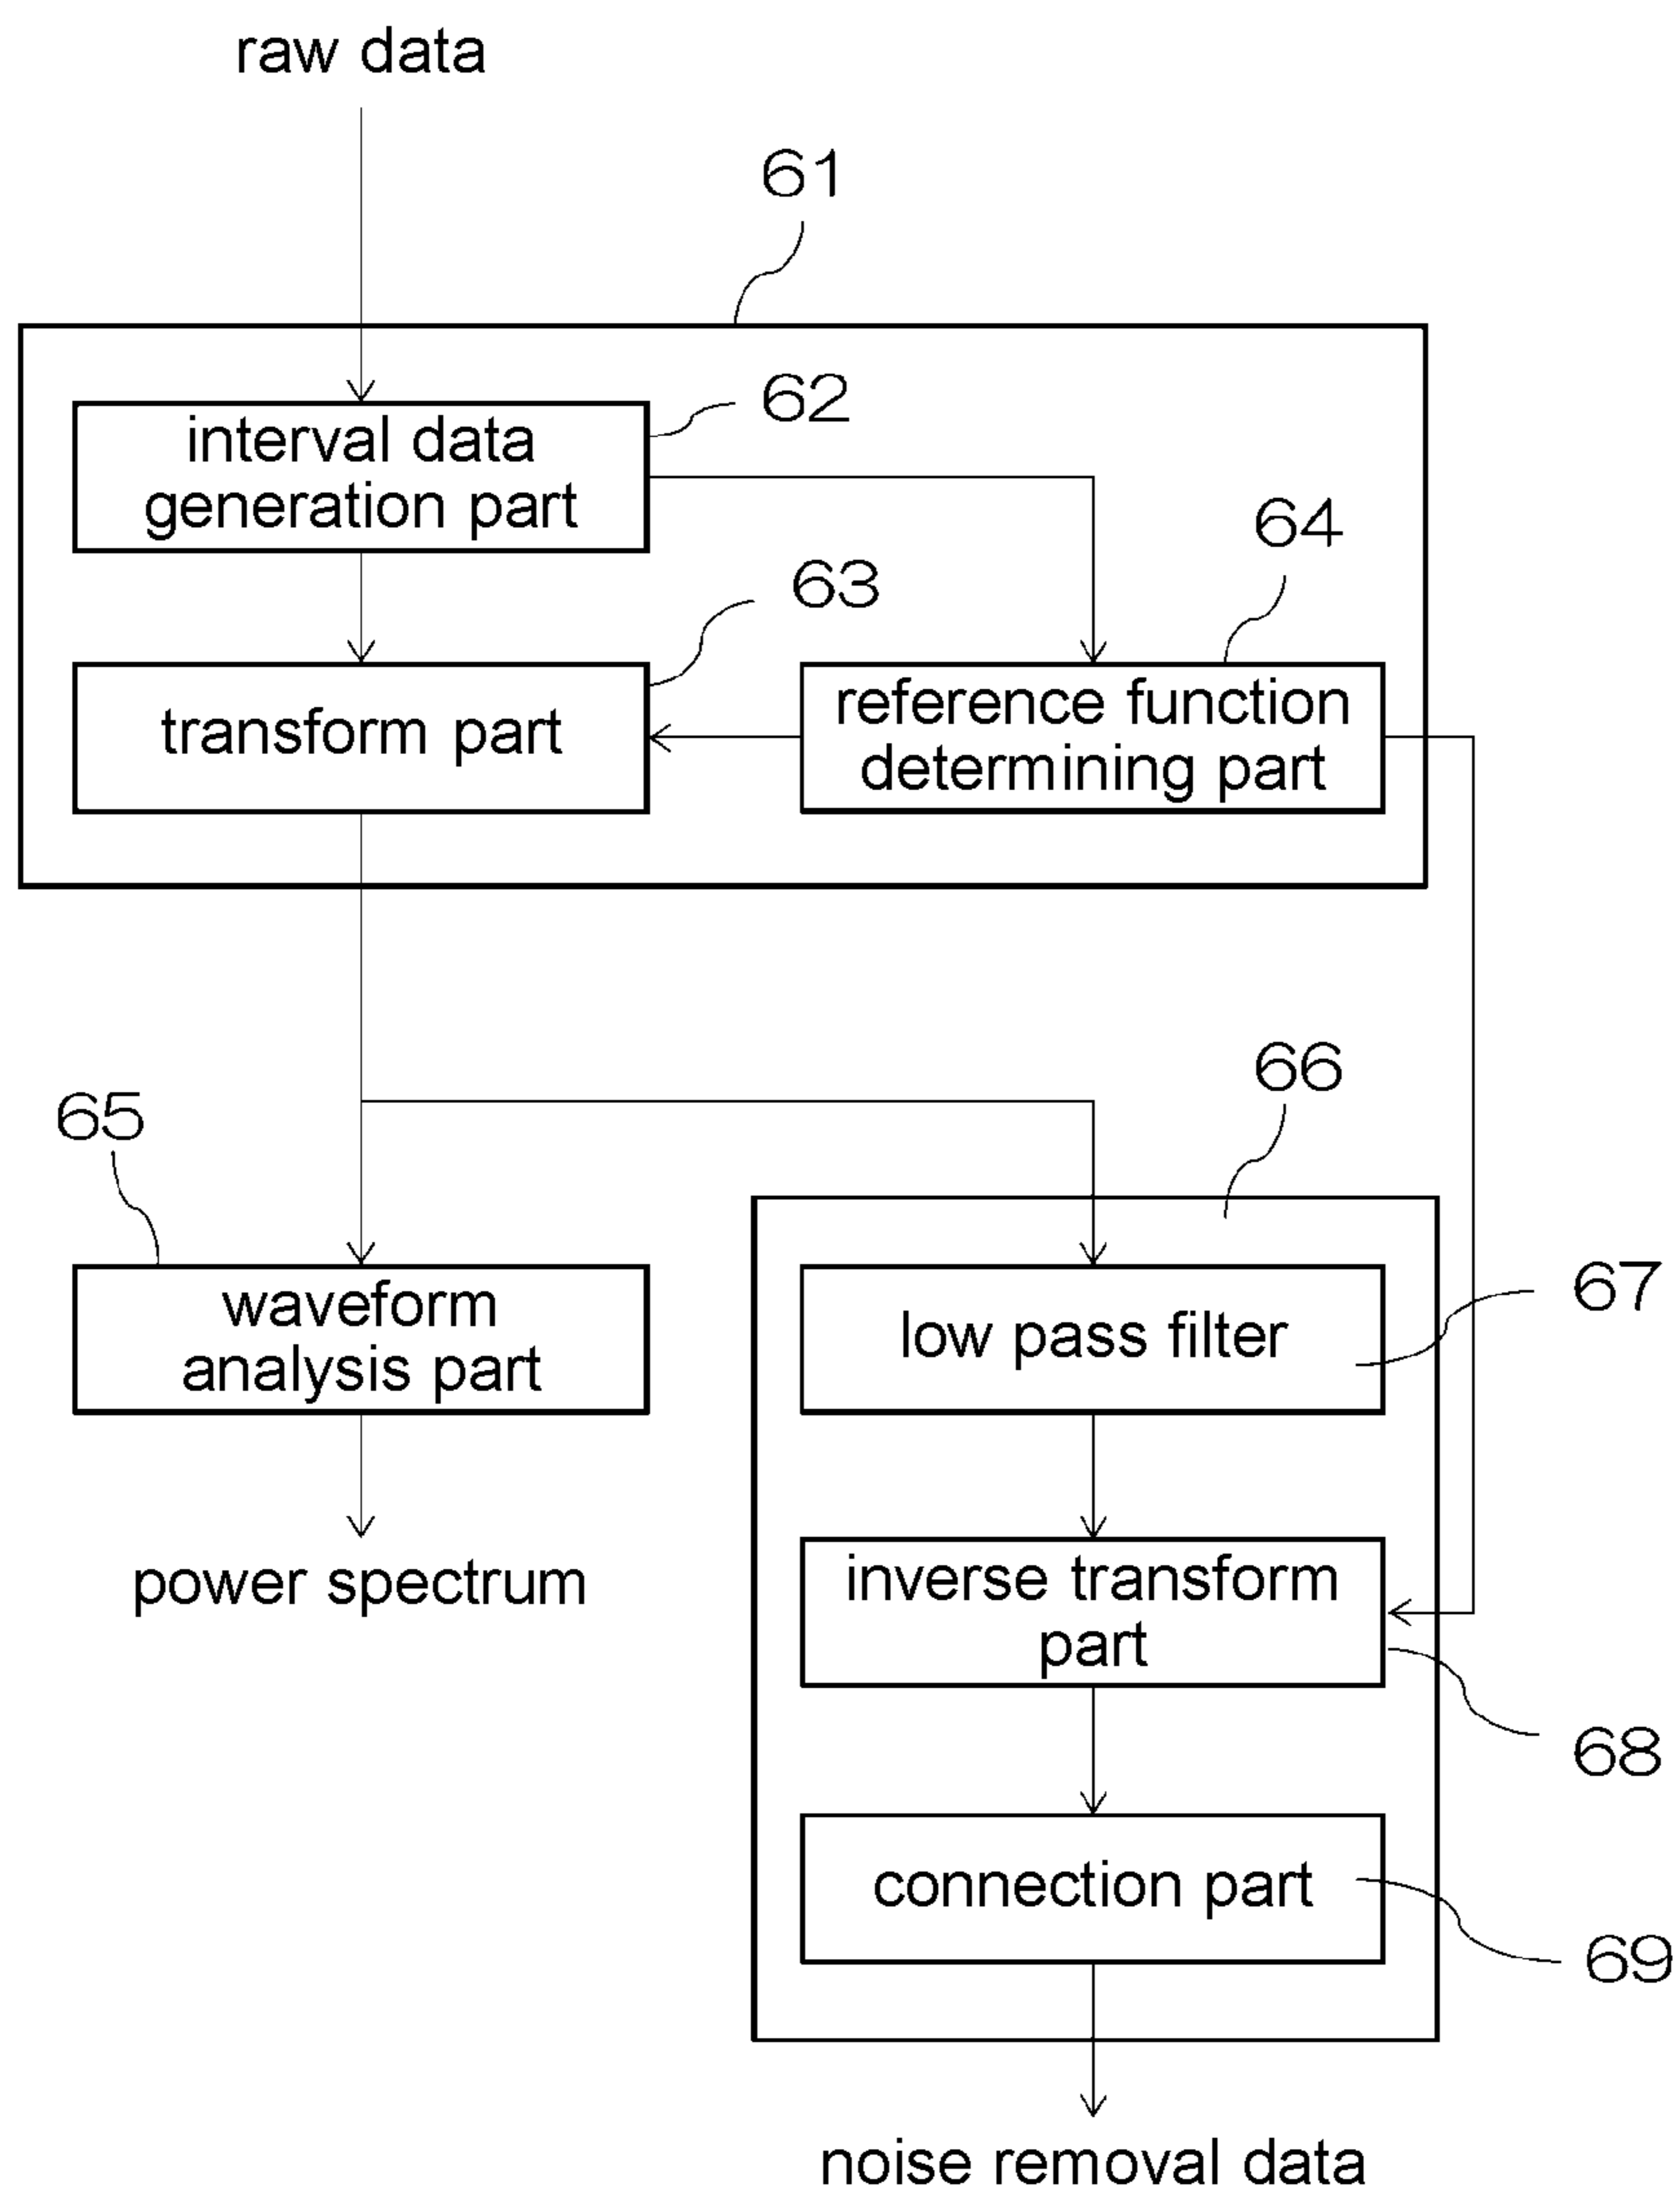 raw data
61
62
interval data
generation part
64
63
transform part
reference function
determining part
66
65
67
waveform
analysis part
low pass filter
power spectrum
inverse transform
part
68
connection part
69
noise removal data